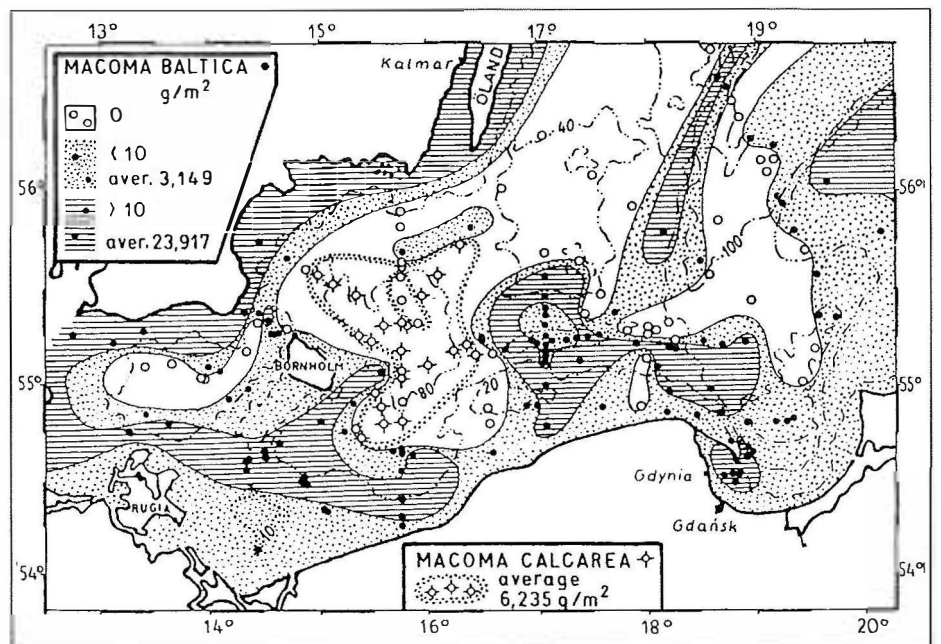 13° 15° 17° 19°
MACOMA BALTICA
g/m²
0
< 10
aver. 3,149
> 10
aver. 23,917
Kalmar
ÖLAND
40
56° 56°
100
BORNHOLM
55° 55°
80
20
RUGIA
10
Gdynia
Gdańsk
MACOMA CALCAREA
average
6,235 g/m²
54° 54°
14° 16° 18° 19° 20°